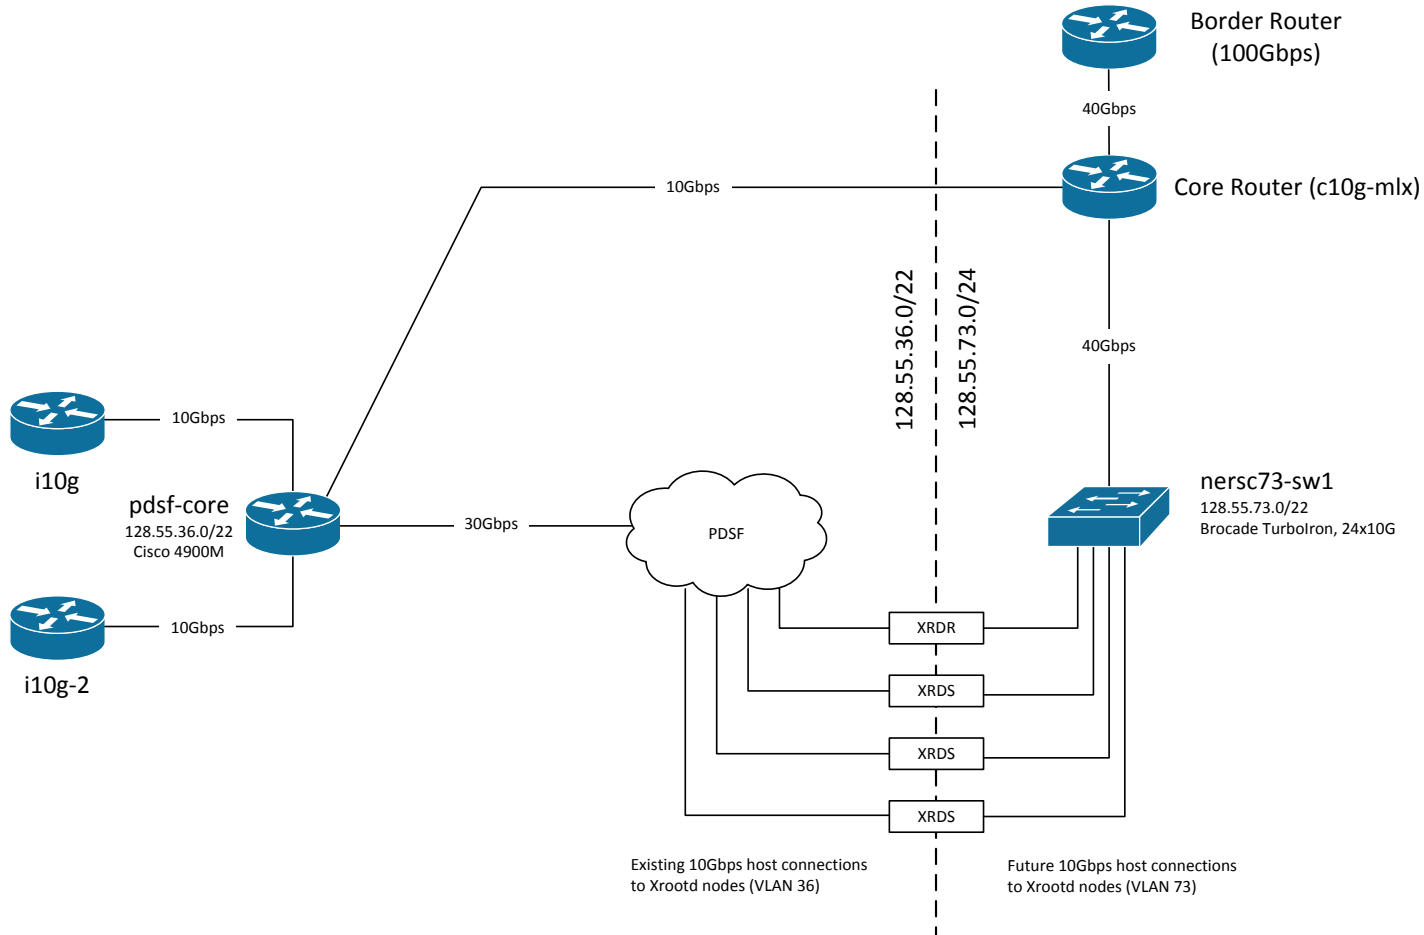 Border Router
(100Gbps)
40Gbps
10Gbps
Core Router (c10g-mlx)
128.55.36.0/22
128.55.73.0/24
40Gbps
10Gbps
i10g
pdsf-core
128.55.36.0/22
Cisco 4900M
30Gbps
PDSF
nersc73-sw1
128.55.73.0/22
Brocade TurboIron, 24x10G
10Gbps
i10g-2
XRDR
XRDS
XRDS
XRDS
Existing 10Gbps host connections
to Xrootd nodes (VLAN 36)
Future 10Gbps host connections
to Xrootd nodes (VLAN 73)